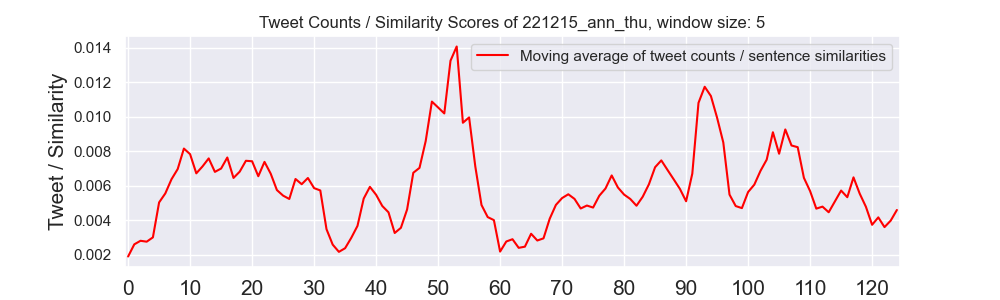 Tweet Counts / Similarity Scores of 221215_ann_thu, window size: 5
Moving average of tweet counts / sentence similarities
Tweet / Similarity
0.014
0.012
0.010
0.008
0.006
0.004
0.002
0 10 20 30 40 50 60 70 80 90 100 110 120